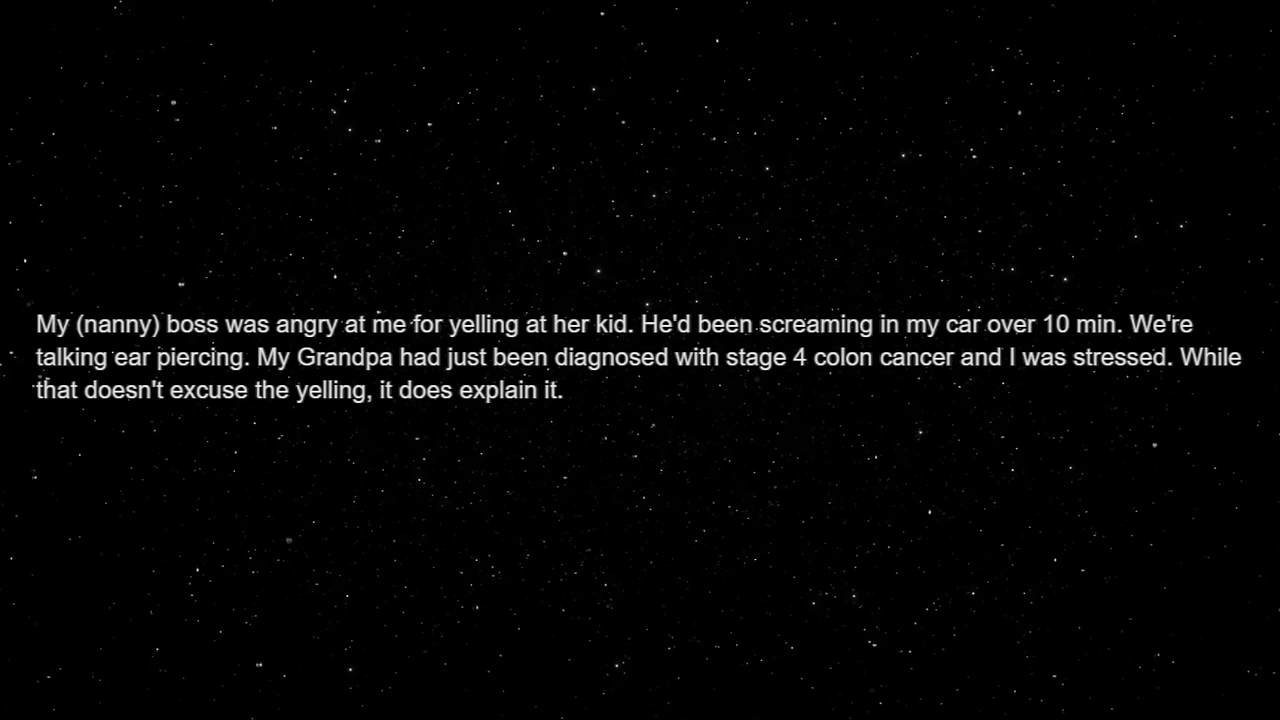 My (nanny) boss was angry at me for yelling at her kid. He'd been screaming in my car over 10 min. We're
talking ear piercing. My Grandpa had just been diagnosed with stage 4 colon cancer and I was stressed. While
that doesn't excuse the yelling, it does explain it.